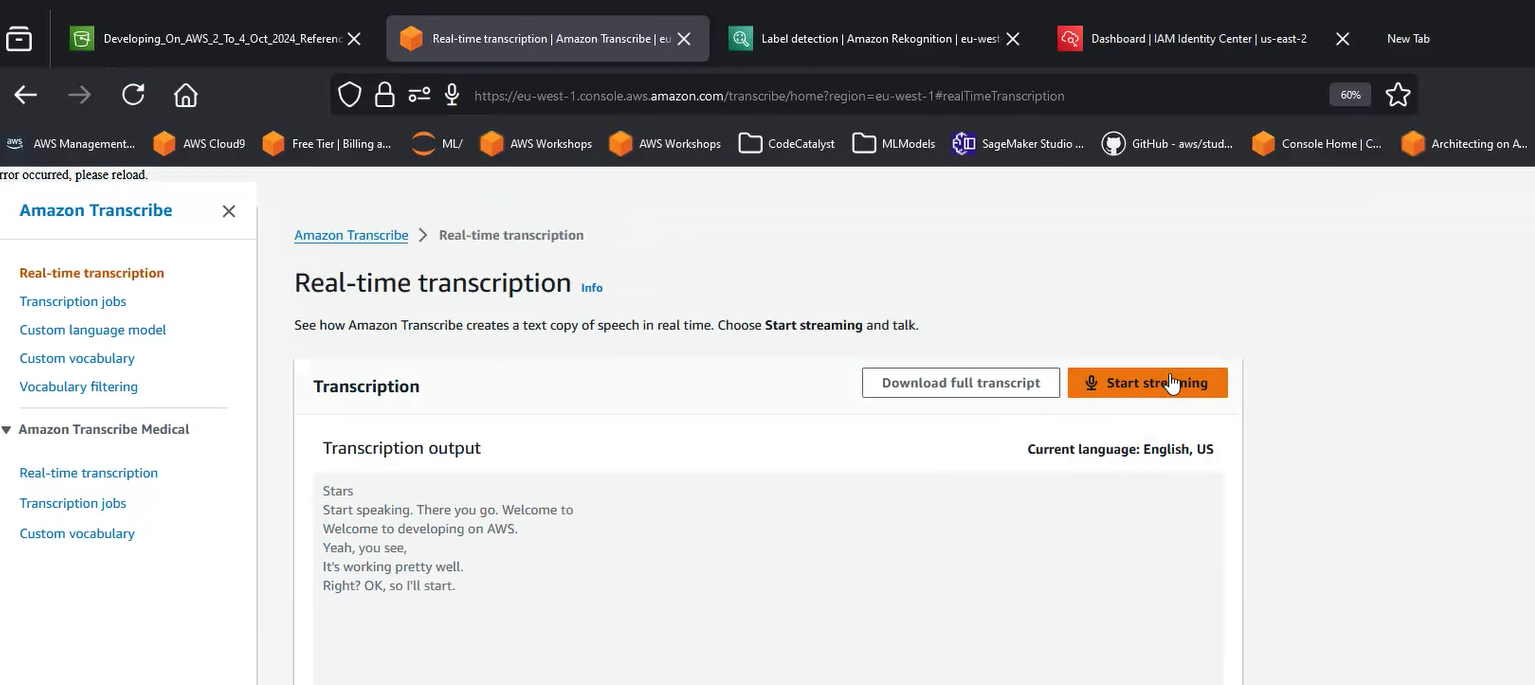 Developing_On_AWS_2_To_4_Oct_2024_Referenc
Real-time transcription | Amazon Transcribe | eu
Label detection | Amazon Rekognition | eu-west
Dashboard | IAM Identity Center | us-east-2
New Tab
https://eu-west-1.console.aws.amazon.com/transcribe/home?region=eu-west-1#realTimeTranscription
60%
aws
AWS Management...
AWS Cloud9
Free Tier | Billing a...
ML/
AWS Workshops
AWS Workshops
CodeCatalyst
MLModels
SageMaker Studio ...
GitHub - aws/stud...
Console Home | C...
Architecting on A...
rror occurred, please reload.
Amazon Transcribe
Real-time transcription
Transcription jobs
Custom language model
Custom vocabulary
Vocabulary filtering
Amazon Transcribe Medical
Real-time transcription
Transcription jobs
Custom vocabulary
Amazon Transcribe > Real-time transcription
Real-time transcription Info
See how Amazon Transcribe creates a text copy of speech in real time. Choose Start streaming and talk.
Transcription
Download full transcript
Start streaming
Transcription output
Current language: English, US
Stars
Start speaking. There you go. Welcome to
Welcome to developing on AWS.
Yeah, you see,
It's working pretty well.
Right? OK, so I'll start.